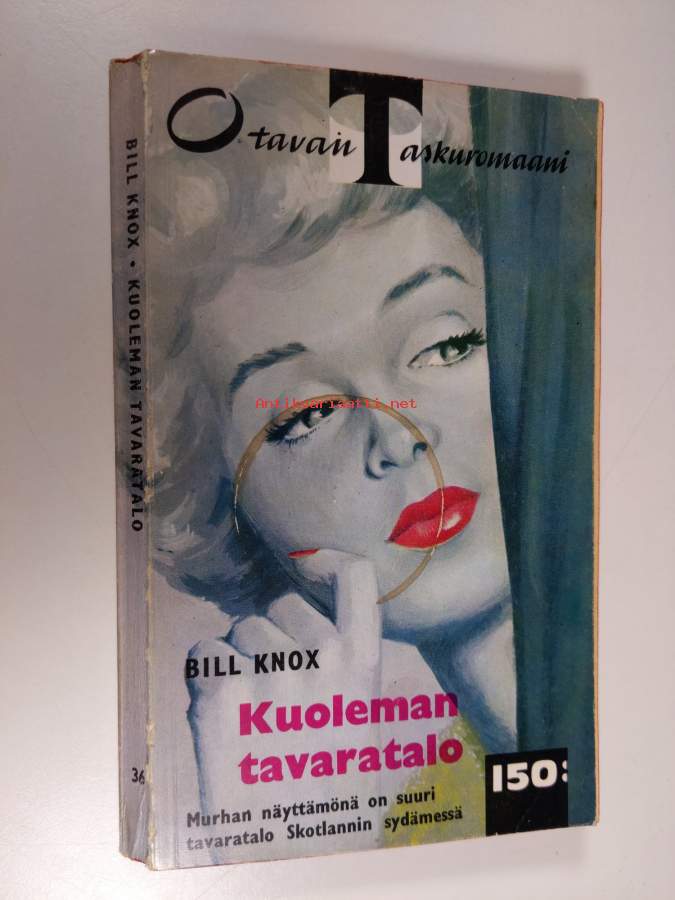 Otavan Taskuromaani
BILL KNOX • KUOLEMAN TAVARATALO
36
Antikvariaatti.net
BILL KNOX
Kuoleman
tavaratalo
150:
Murhan näyttämönä on suuri
tavaratalo Skotlannin sydämessä